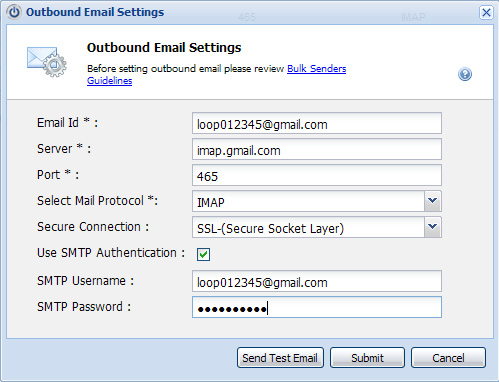 Outbound Email Settings
465 IMAP
Outbound Email Settings
Before setting outbound email please review Bulk Senders
Guidelines
Email Id * : loop012345@gmail.com
Server * : imap.gmail.com
Port * : 465
Select Mail Protocol *: IMAP
Secure Connection : SSL-(Secure Socket Layer)
Use SMTP Authentication :
SMTP Username : loop012345@gmail.com
SMTP Password : ●●●●●●●●●●
Send Test Email Submit Cancel